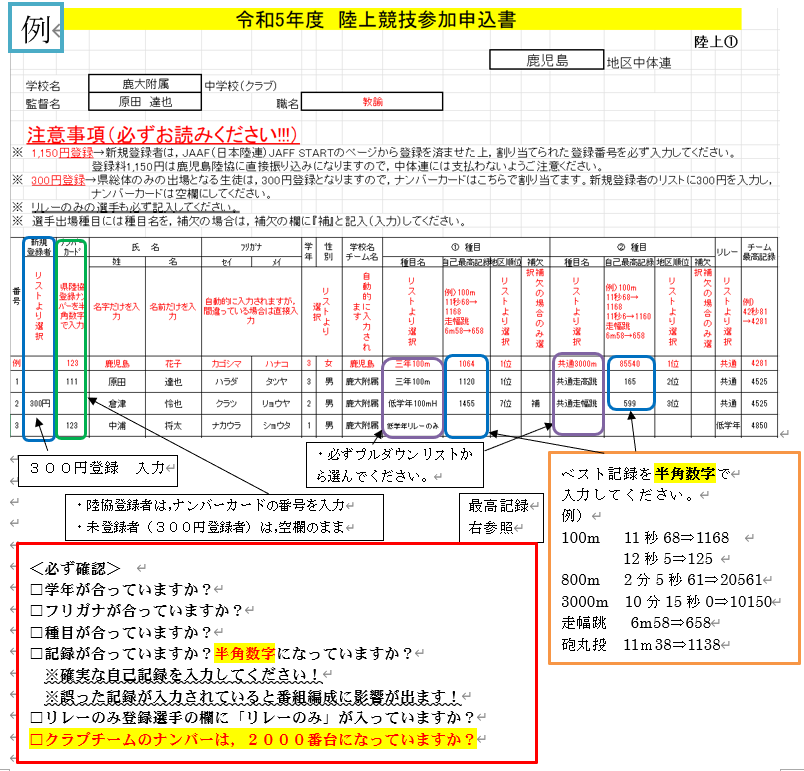 例
令和5年度 陸上競技参加申込書
陸上①
鹿児島 地区中体連
学校名 鹿大附属 中学校(クラブ)
監督名 原田 達也 職名 教諭
注意事項(必ずお読みください!!!)
※ 1,150円登録→新規登録者は,JAAF(日本陸連)JAFF STARTのページから登録を済ませた上,割り当てられた登録番号を必ず入力してください。
登録料1,150円は鹿児島陸協に直接振り込みになりますので,中体連には支払わないようご注意ください。
※ 300円登録→県総体のみの出場となる生徒は,300円登録となりますので,ナンバーカードはこちらで割り当てます。新規登録者のリストに300円を入力し,
ナンバーカードは空欄にしてください。
※ リレーのみの選手も必ず記入してください。
※ 選手出場種目には種目名を,補欠の場合は,補欠の欄に『補』と記入(入力)してください。
番号 新規登録者 ナンバーカード 氏 名 フリガナ 学年 性別 学校名チーム名 ① 種目 ② 種目 リレー チーム最高記録
姓 名 セイ メイ 種目名 自己最高記録 地区順位 補欠 種目名 自己最高記録 地区順位 補欠
リストより選択 県陸協登録ナンバーを半角数字で入力 名字だけを入力 名前だけを入力 自動的に入力されますが,間違っている場合は直接入力 リストより選択 自動的に入力されます リストより選択 例)100m 11秒68→1168 走幅跳 6m58→658 リストより選択 補欠の場合のみ選択 リストより選択 例)100m 11秒68→1168 11秒6→1160 走幅跳 6m58→658 リストより選択 補欠の場合のみ選択 リストより選択 例)42秒81→4281
例 123 鹿児島 花子 カゴシマ ハナコ 3 女 鹿児島 三年100m 1064 1位 共通3000m 85540 1位 共通 4281
1 111 原田 達也 ハラダ タツヤ 3 男 鹿大附属 三年100m 1120 1位 共通走高跳 165 2位 共通 4525
2 300円 倉津 怜也 クラツ リョウヤ 2 男 鹿大附属 低学年100mH 1455 7位 補 共通走幅跳 599 3位 共通 4525
3 123 中浦 将太 ナカウラ ショウタ 1 男 鹿大附属 低学年リレーのみ 低学年 4850
300円登録 入力
・必ずプルダウンリストから選んでください。
・陸協登録者は,ナンバーカードの番号を入力
・未登録者(300円登録者)は,空欄のまま
最高記録
右参照
ベスト記録を半角数字で
入力してください。
例)
100m 11秒68⇒1168
12秒5⇒125
800m 2分5秒61⇒20561
3000m 10分15秒0⇒10150
走幅跳 6m58⇒658
砲丸投 11m38⇒1138
<必ず確認>
□学年が合っていますか?
□フリガナが合っていますか?
□種目が合っていますか?
□記録が合っていますか?半角数字になっていますか?
※確実な自己記録を入力してください!
※誤った記録が入力されていると番組編成に影響が出ます!
□リレーのみ登録選手の欄に「リレーのみ」が入っていますか?
□クラブチームのナンバーは,2000番台になっていますか?